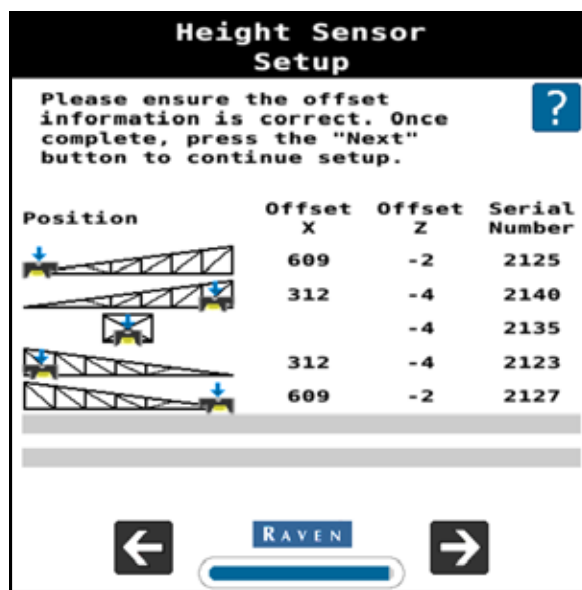 Height Sensor
Setup
Please ensure the offset
information is correct. Once
complete, press the "Next"
button to continue setup.
?
Position Offset X Offset Z Serial Number
609 -2 2125
312 -4 2140
-4 2135
312 -4 2123
609 -2 2127
RAVEN